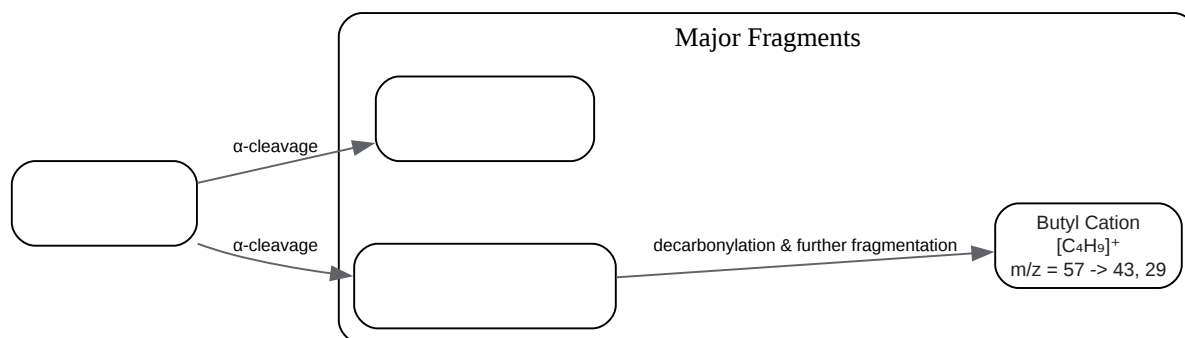 Major Fragments
α-cleavage
α-cleavage
decarbonylation & further fragmentation
Butyl Cation
[C₄H₉]⁺
m/z = 57 -> 43, 29